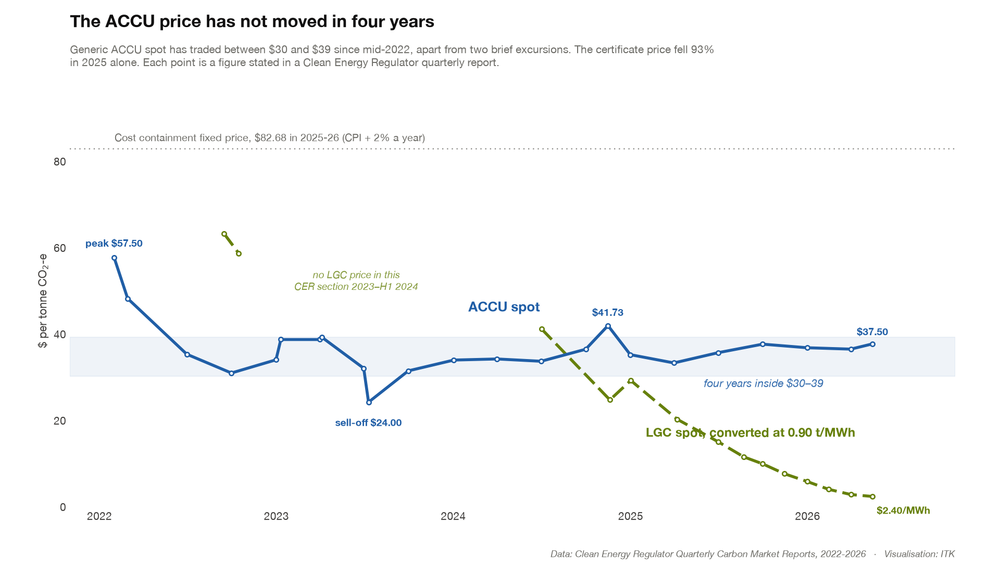 The ACCU price has not moved in four years
Generic ACCU spot has traded between $30 and $39 since mid-2022, apart from two brief excursions. The certificate price fell 93%
in 2025 alone. Each point is a figure stated in a Clean Energy Regulator quarterly report.
Cost containment fixed price, $82.68 in 2025-26 (CPI + 2% a year)
80
60
40
20
0
$ per tonne CO₂-e
peak $57.50
no LGC price in this
CER section 2023–H1 2024
ACCU spot
$41.73
$37.50
four years inside $30–39
sell-off $24.00
LGC spot, converted at 0.90 t/MWh
$2.40/MWh
2022
2023
2024
2025
2026
Data: Clean Energy Regulator Quarterly Carbon Market Reports, 2022-2026 · Visualisation: ITK